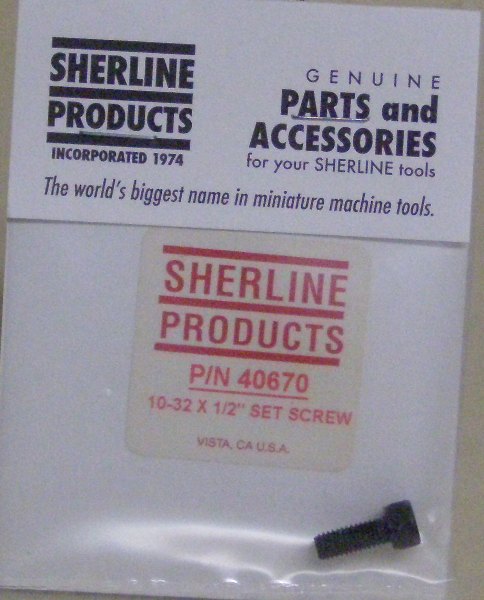 SHERLINE
PRODUCTS
INCORPORATED 1974
GENUINE
PARTS and
ACCESSORIES
for your SHERLINE tools
The world's biggest name in miniature machine tools.
SHERLINE
PRODUCTS
P/N 40670
10-32 X 1/2" SET SCREW
VISTA, CA U.S.A.